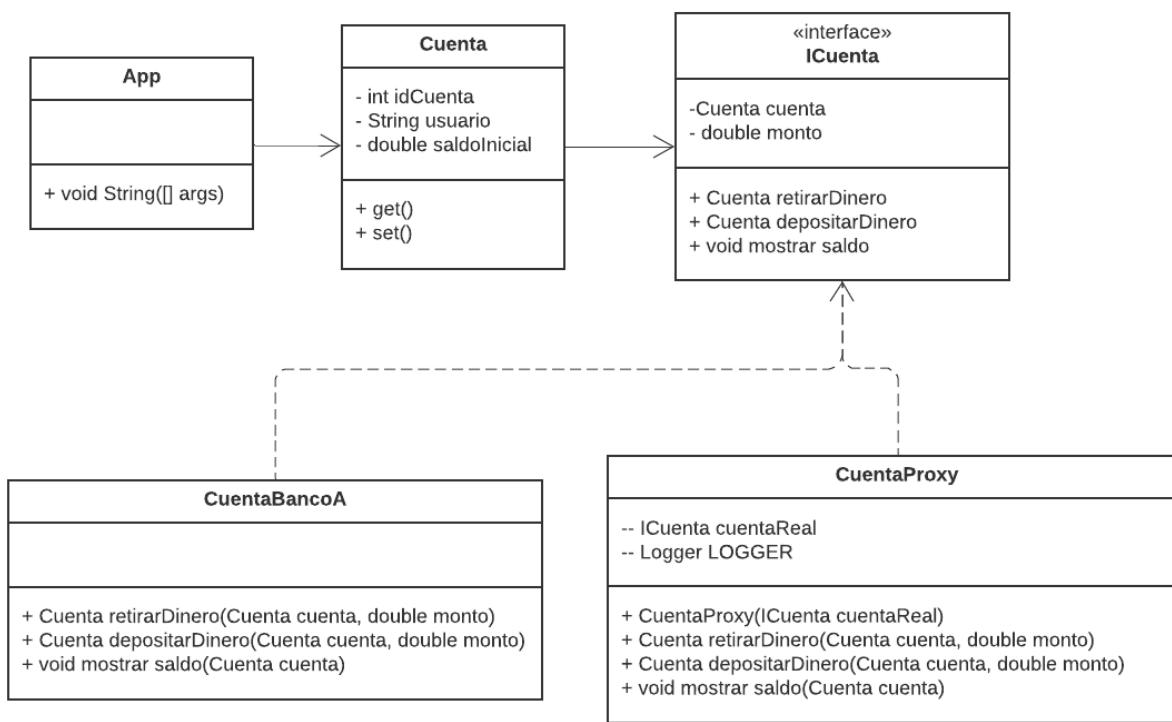 App
+ void String([] args)
Cuenta
- int idCuenta
- String usuario
- double saldoInicial
+ get()
+ set()
«interface»
ICuenta
-Cuenta cuenta
- double monto
+ Cuenta retirarDinero
+ Cuenta depositarDinero
+ void mostrar saldo
CuentaBancoA
+ Cuenta retirarDinero(Cuenta cuenta, double monto)
+ Cuenta depositarDinero(Cuenta cuenta, double monto)
+ void mostrar saldo(Cuenta cuenta)
CuentaProxy
-- ICuenta cuentaReal
-- Logger LOGGER
+ CuentaProxy(ICuenta cuentaReal)
+ Cuenta retirarDinero(Cuenta cuenta, double monto)
+ Cuenta depositarDinero(Cuenta cuenta, double monto)
+ void mostrar saldo(Cuenta cuenta)